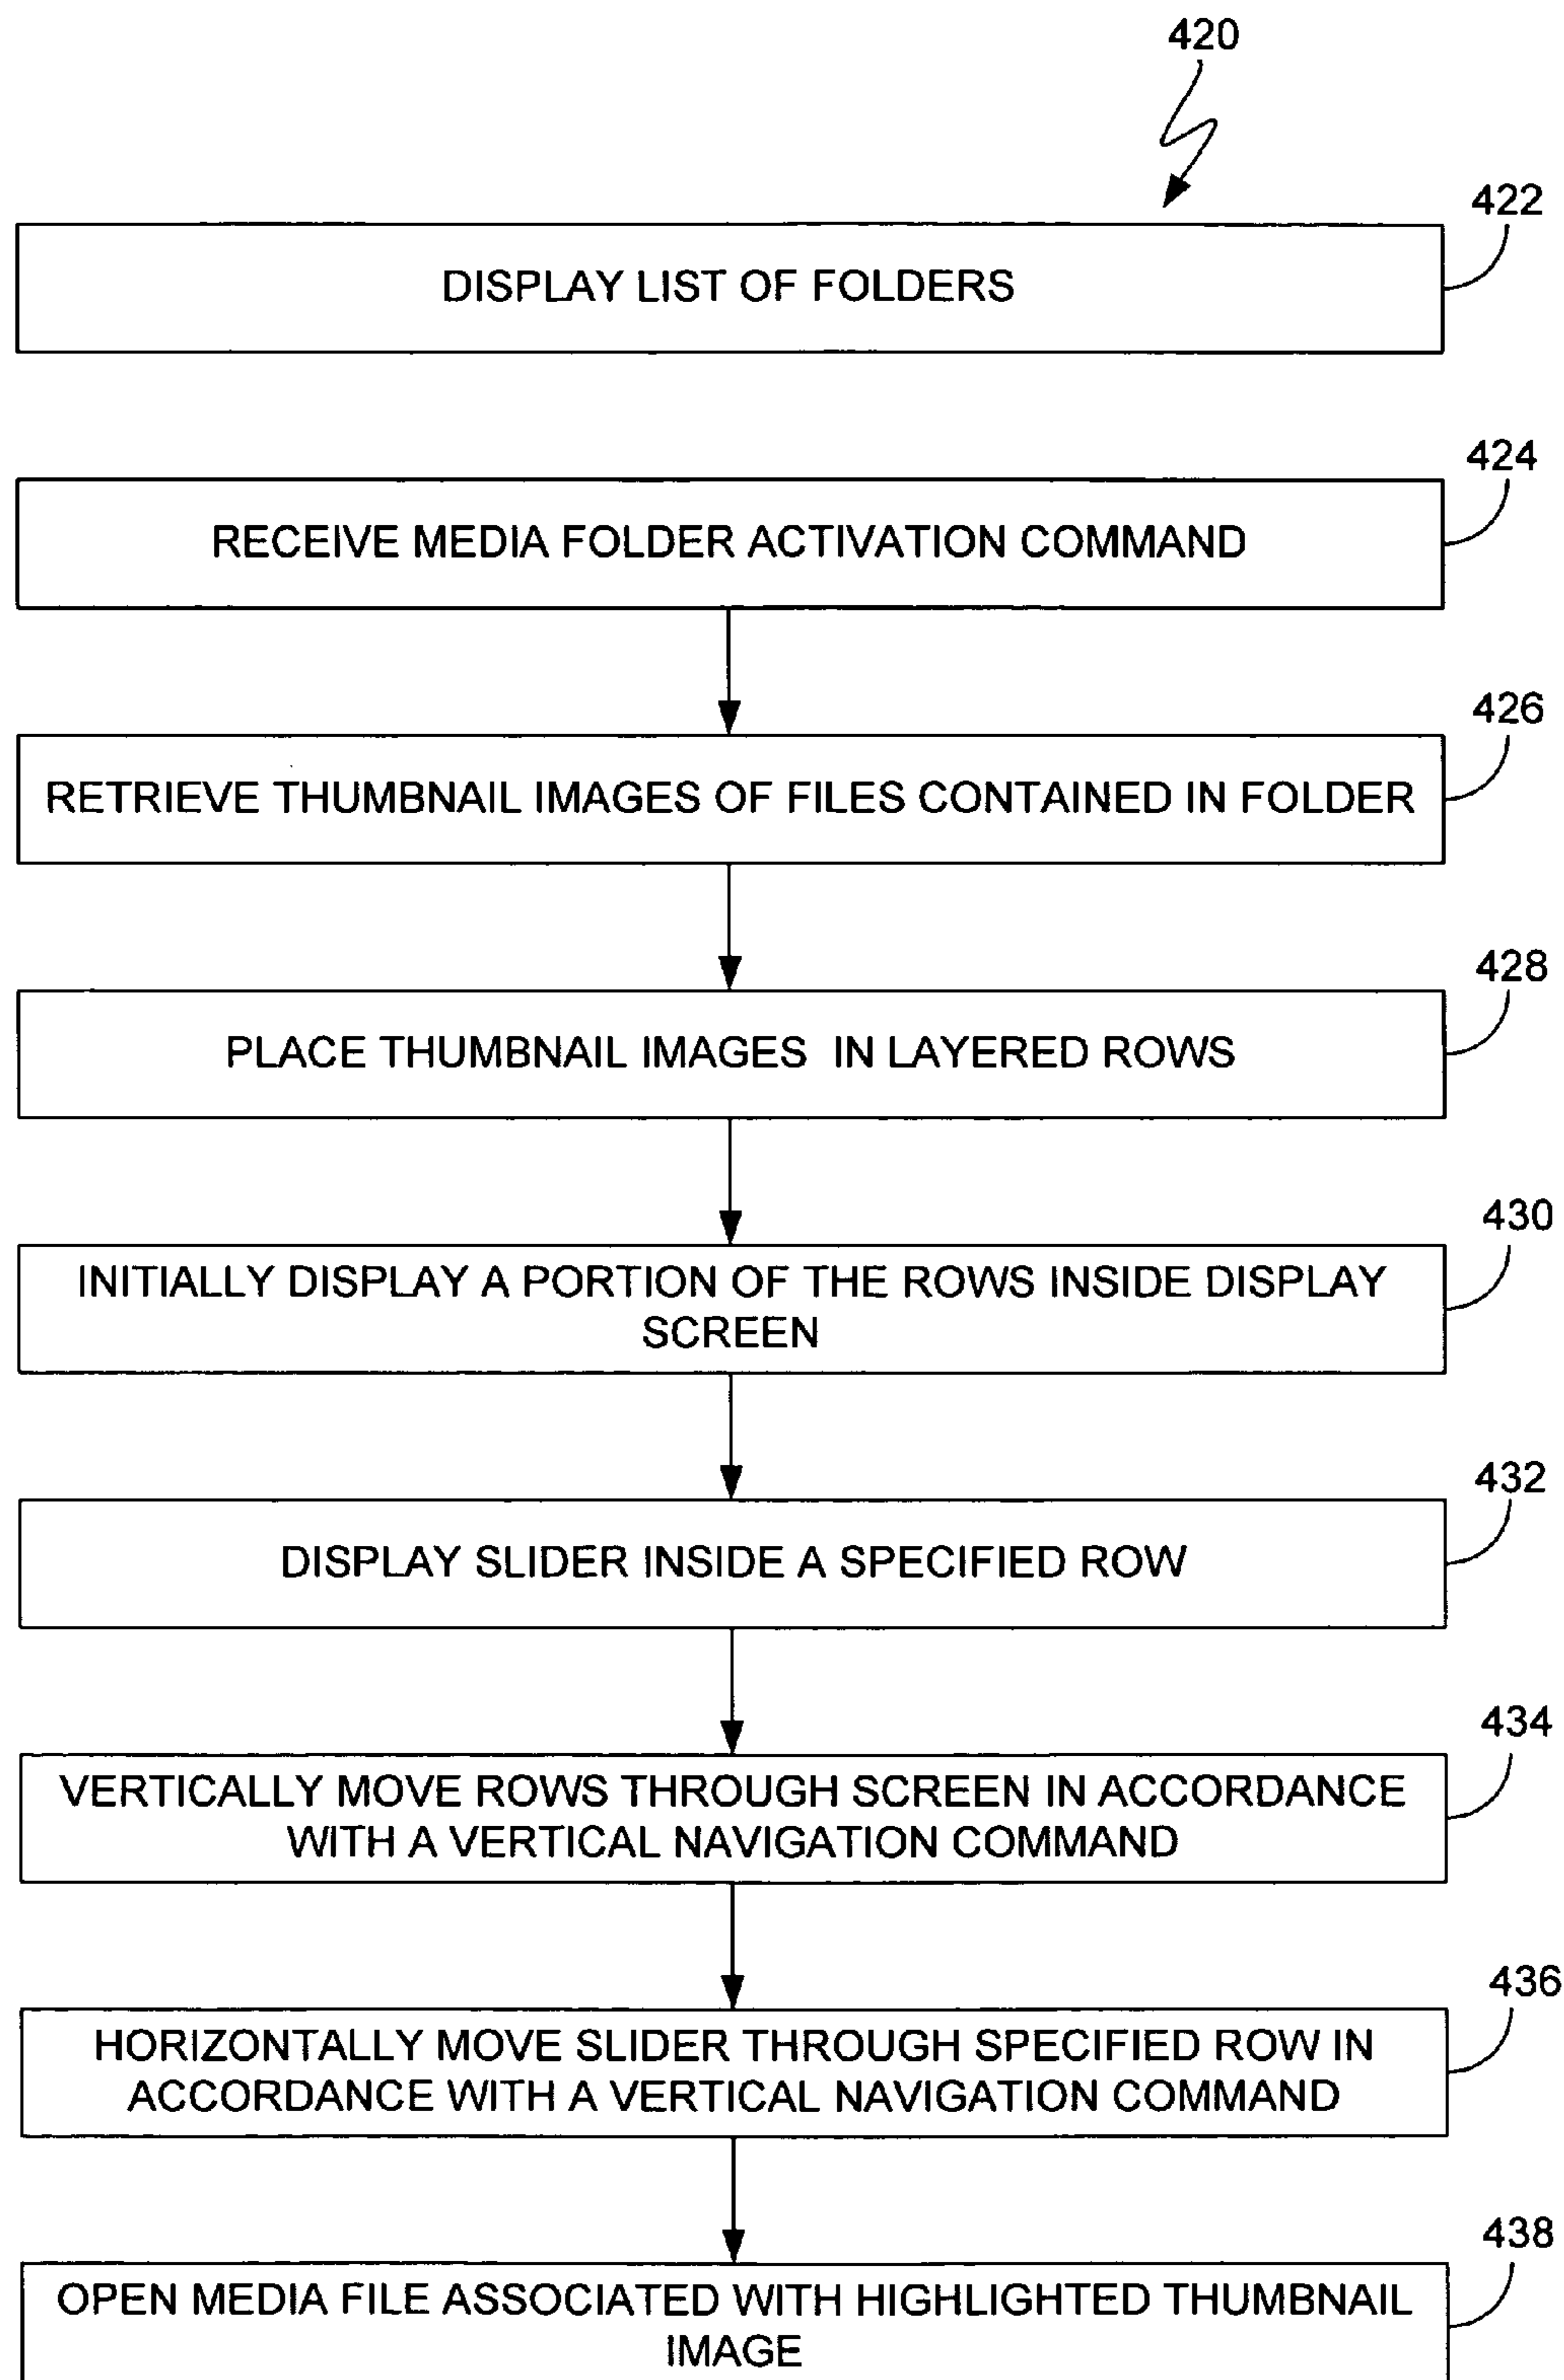 420
422
DISPLAY LIST OF FOLDERS
424
RECEIVE MEDIA FOLDER ACTIVATION COMMAND
426
RETRIEVE THUMBNAIL IMAGES OF FILES CONTAINED IN FOLDER
428
PLACE THUMBNAIL IMAGES IN LAYERED ROWS
430
INITIALLY DISPLAY A PORTION OF THE ROWS INSIDE DISPLAY
SCREEN
432
DISPLAY SLIDER INSIDE A SPECIFIED ROW
434
VERTICALLY MOVE ROWS THROUGH SCREEN IN ACCORDANCE
WITH A VERTICAL NAVIGATION COMMAND
436
HORIZONTALLY MOVE SLIDER THROUGH SPECIFIED ROW IN
ACCORDANCE WITH A VERTICAL NAVIGATION COMMAND
438
OPEN MEDIA FILE ASSOCIATED WITH HIGHLIGHTED THUMBNAIL
IMAGE